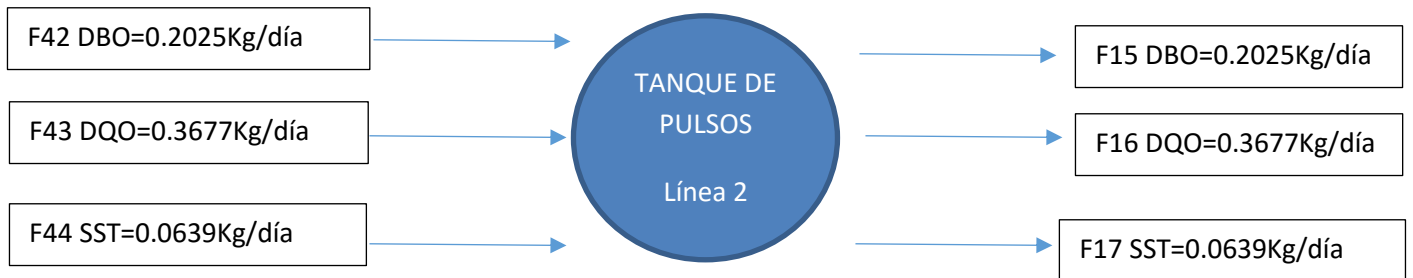 F42 DBO=0.2025Kg/día
F43 DQO=0.3677Kg/día
F44 SST=0.0639Kg/día
TANQUE DE
PULSOS
Línea 2
F15 DBO=0.2025Kg/día
F16 DQO=0.3677Kg/día
F17 SST=0.0639Kg/día